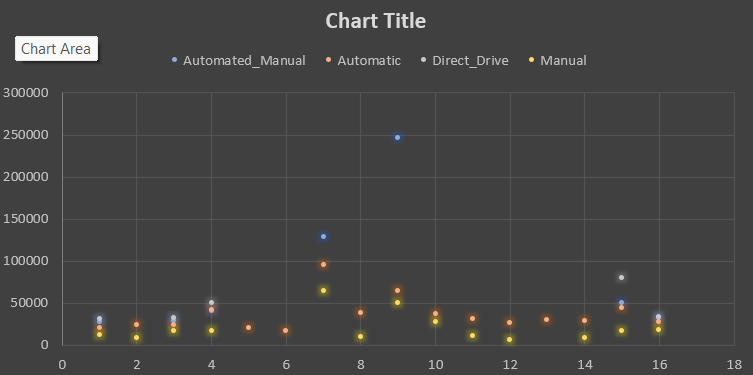 Chart Title
Chart Area
Automated_Manual Automatic Direct_Drive Manual
300000
250000
200000
150000
100000
50000
0
0 2 4 6 8 10 12 14 16 18